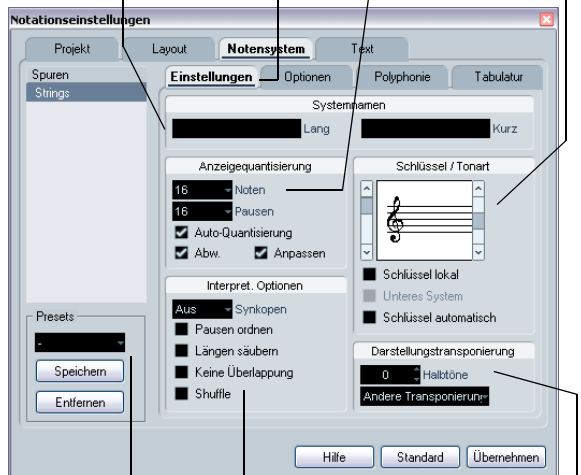 Notationseinstellungen
Projekt Layout Notensystem Text
Spuren
Strings
Einstellungen Optionen Polyphonie Tabulatur
Systemnamen
Lang Kurz
Anzeigequantisierung
16 Noten
16 Pausen
Auto-Quantisierung
Abw. Anpassen
Schlüssel / Tonart
Schlüssel lokal
Unteres System
Schlüssel automatisch
Interpret. Optionen
Aus Synkopen
Pausen ordnen
Längen säubern
Keine Überlappung
Shuffle
Darstellungstransponierung
0 Halbtöne
Andere Transponierun
Presets
-
Speichern
Entfernen
Hilfe Standard Übernehmen